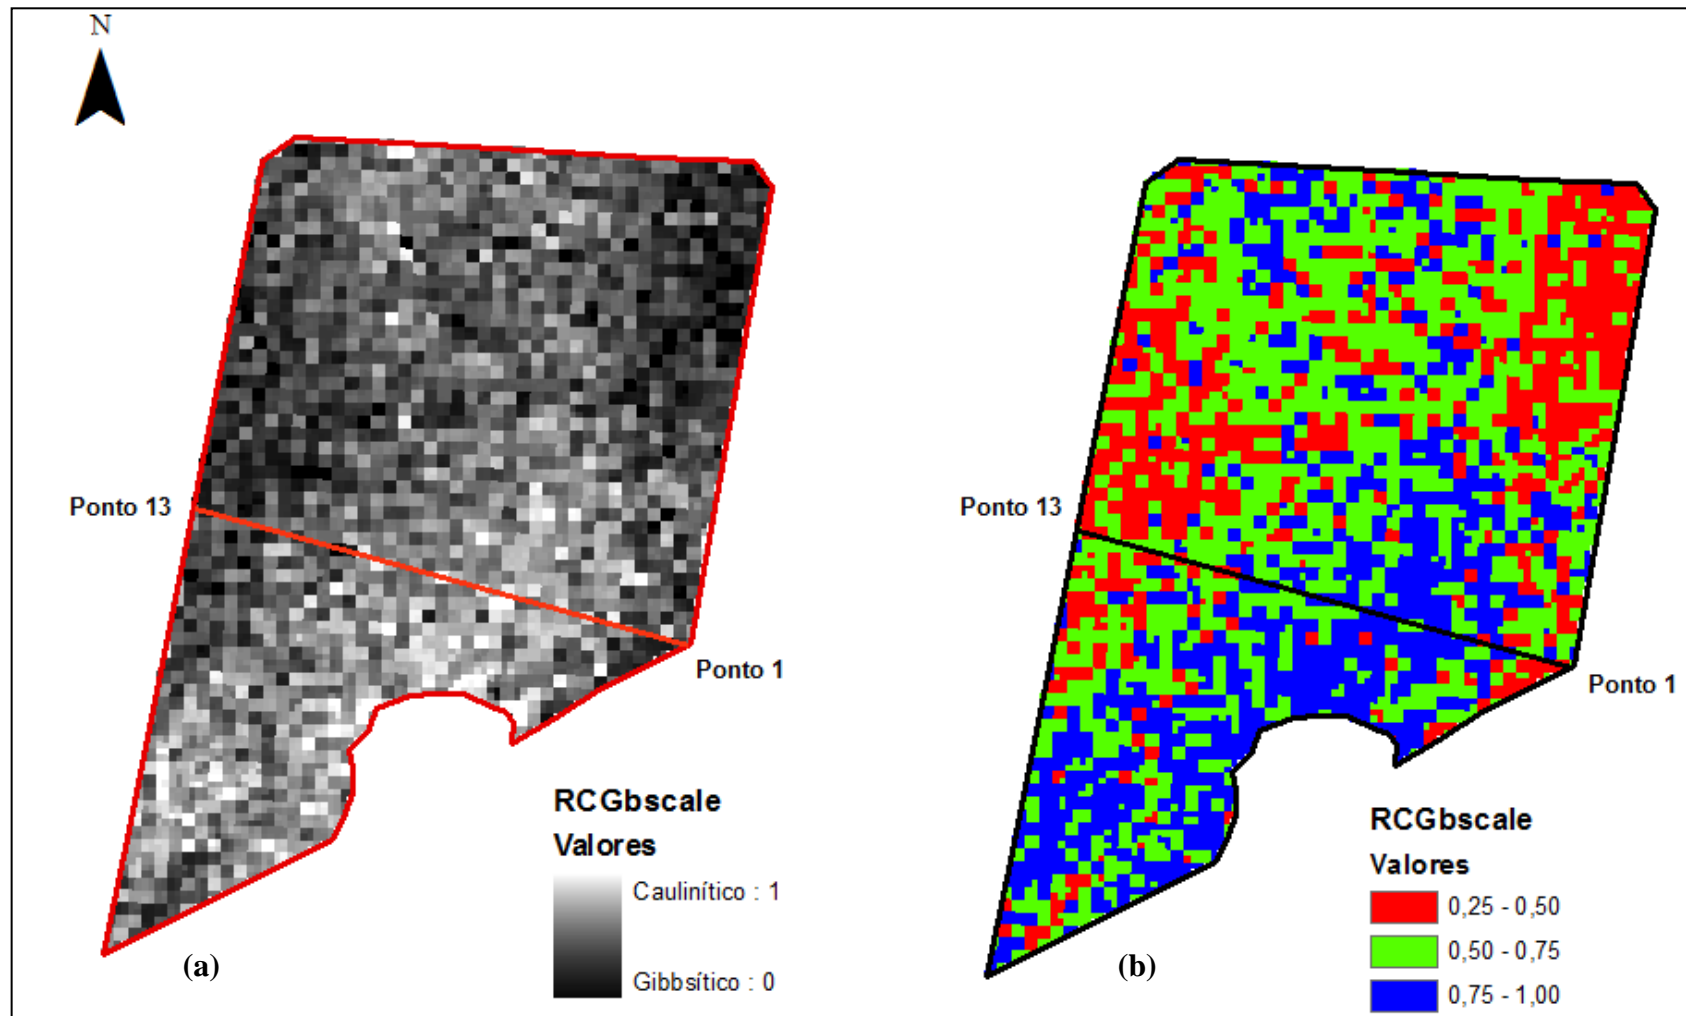 N
Ponto 13
Ponto 1
RCGbscale
Valores
Caulinítico : 1
Gibbsítico : 0
(a)
Ponto 13
Ponto 1
RCGbscale
Valores
0,25 - 0,50
0,50 - 0,75
0,75 - 1,00
(b)